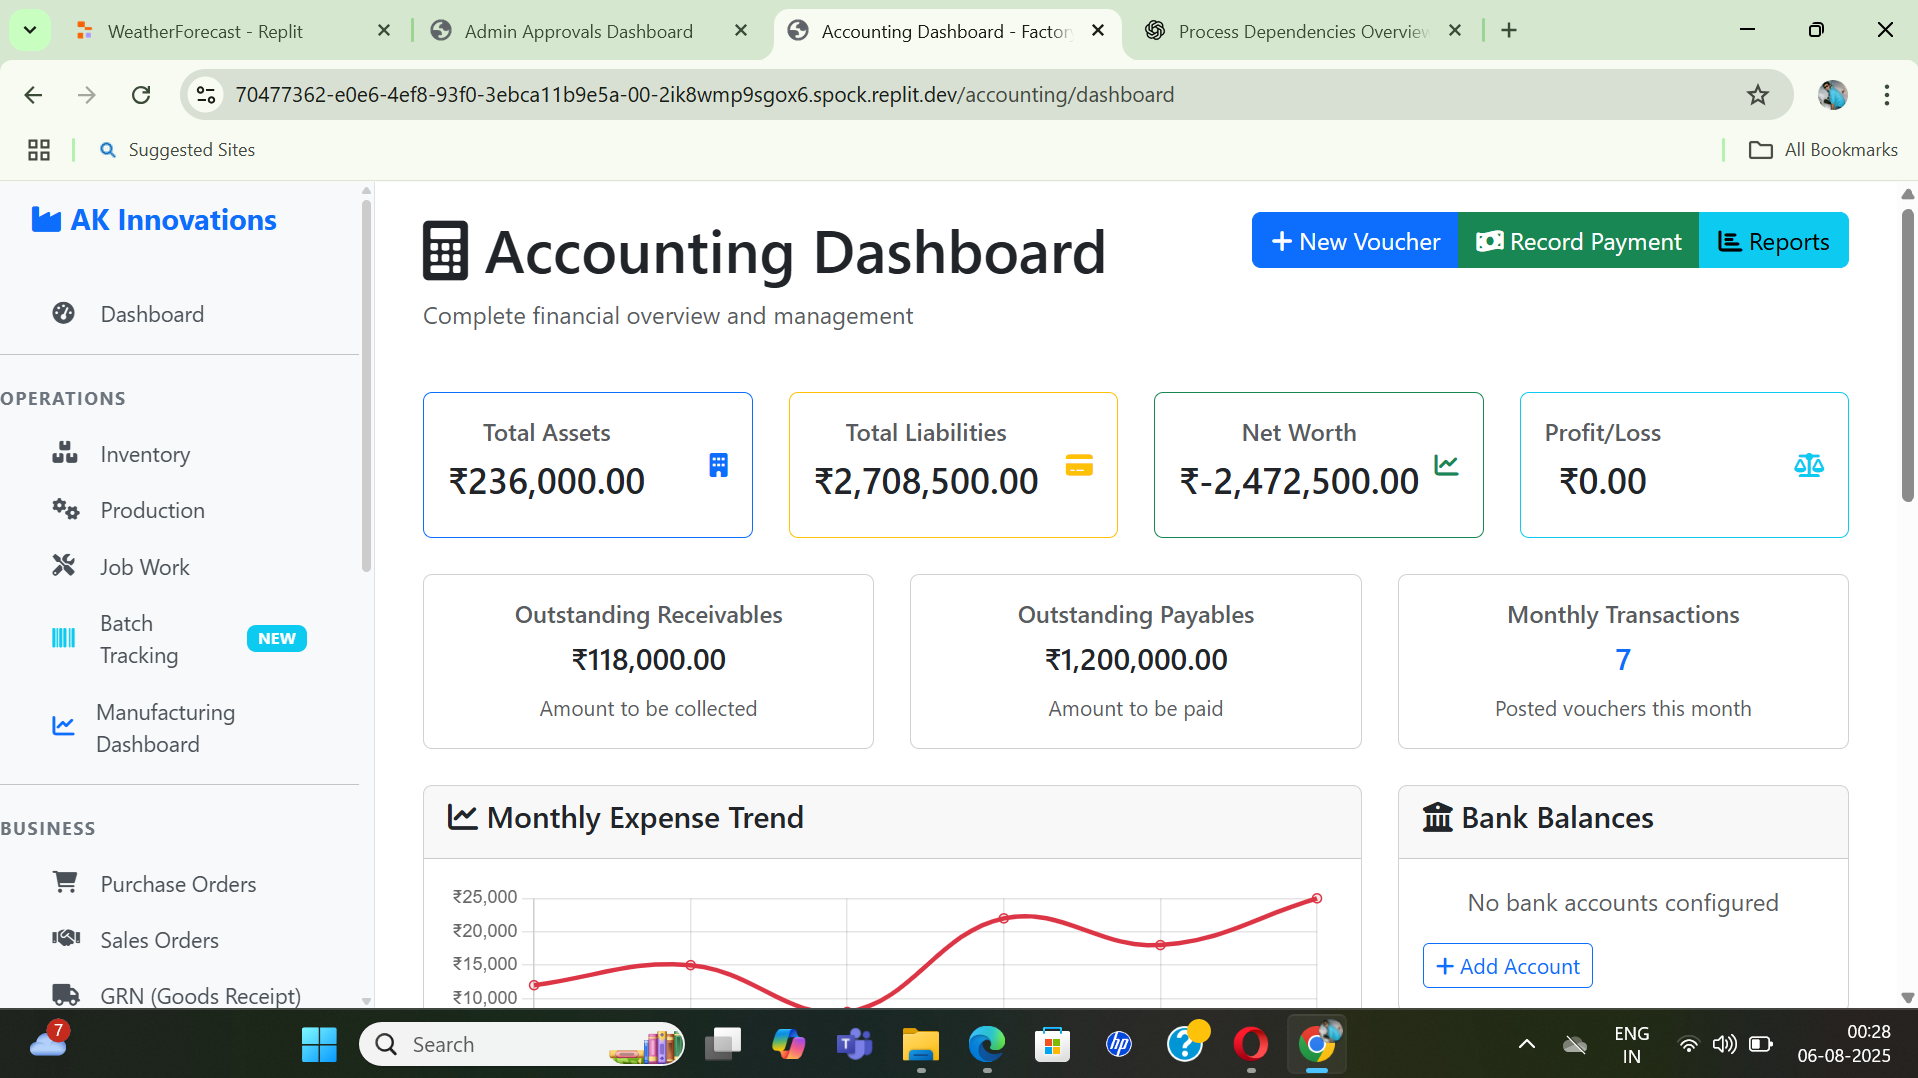 WeatherForecast - Replit
Admin Approvals Dashboard
Accounting Dashboard - Factory
Process Dependencies Overview
70477362-e0e6-4ef8-93f0-3ebca11b9e5a-00-2ik8wmp9sgox6.spock.replit.dev/accounting/dashboard
Suggested Sites
All Bookmarks
AK Innovations
Dashboard
OPERATIONS
Inventory
Production
Job Work
Batch
Tracking
NEW
Manufacturing
Dashboard
BUSINESS
Purchase Orders
Sales Orders
GRN (Goods Receipt)
Accounting Dashboard
Complete financial overview and management
New Voucher
Record Payment
Reports
Total Assets
₹236,000.00
Total Liabilities
₹2,708,500.00
Net Worth
₹-2,472,500.00
Profit/Loss
₹0.00
Outstanding Receivables
₹118,000.00
Amount to be collected
Outstanding Payables
₹1,200,000.00
Amount to be paid
Monthly Transactions
7
Posted vouchers this month
Monthly Expense Trend
₹25,000
₹20,000
₹15,000
₹10,000
Bank Balances
No bank accounts configured
+ Add Account
7
Search
T
hp
?
ENG
IN
00:28
06-08-2025